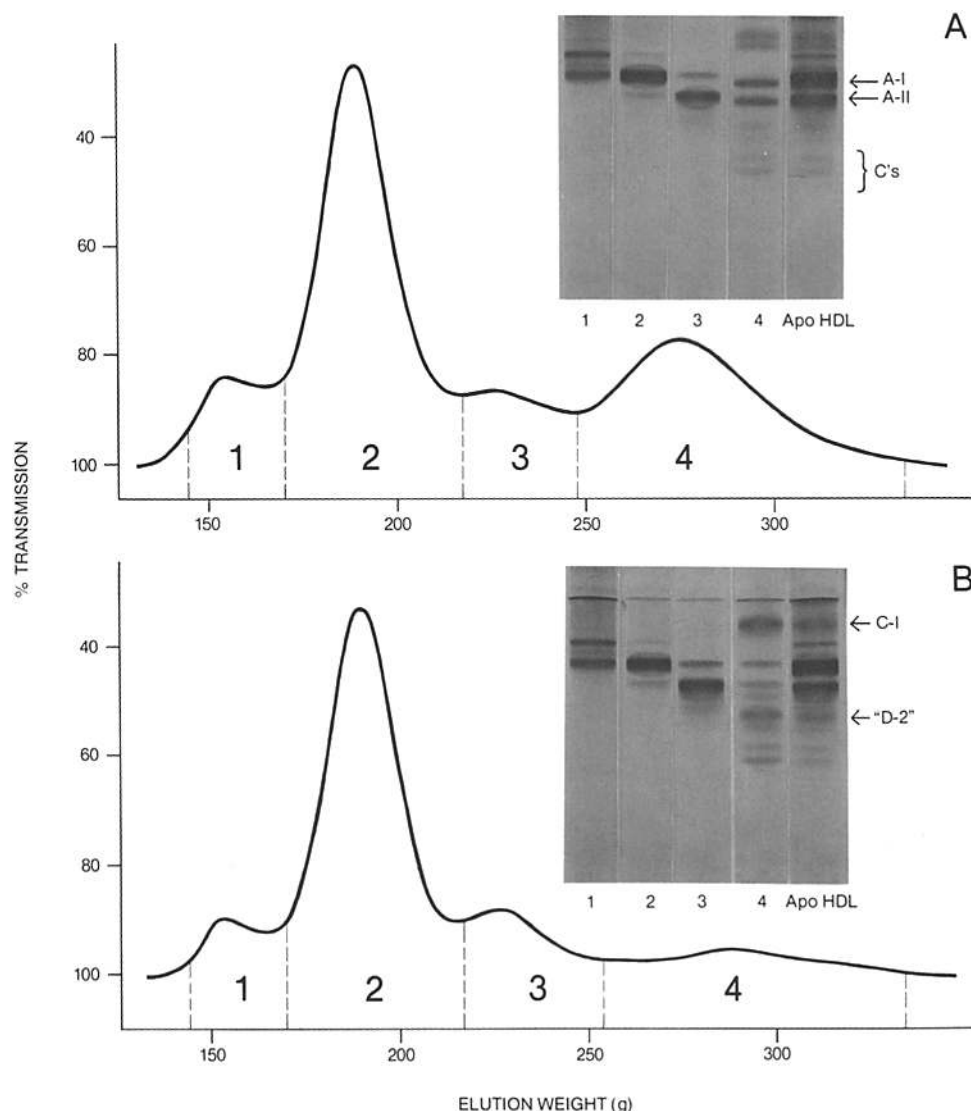 A
A-I
A-II
C's
1 2 3 4 Apo HDL
40
60
80
100
1 2 3 4
150 200 250 300
% TRANSMISSION
B
C-I
"D-2"
1 2 3 4 Apo HDL
40
60
80
100
1 2 3 4
150 200 250 300
ELUTION WEIGHT (g)